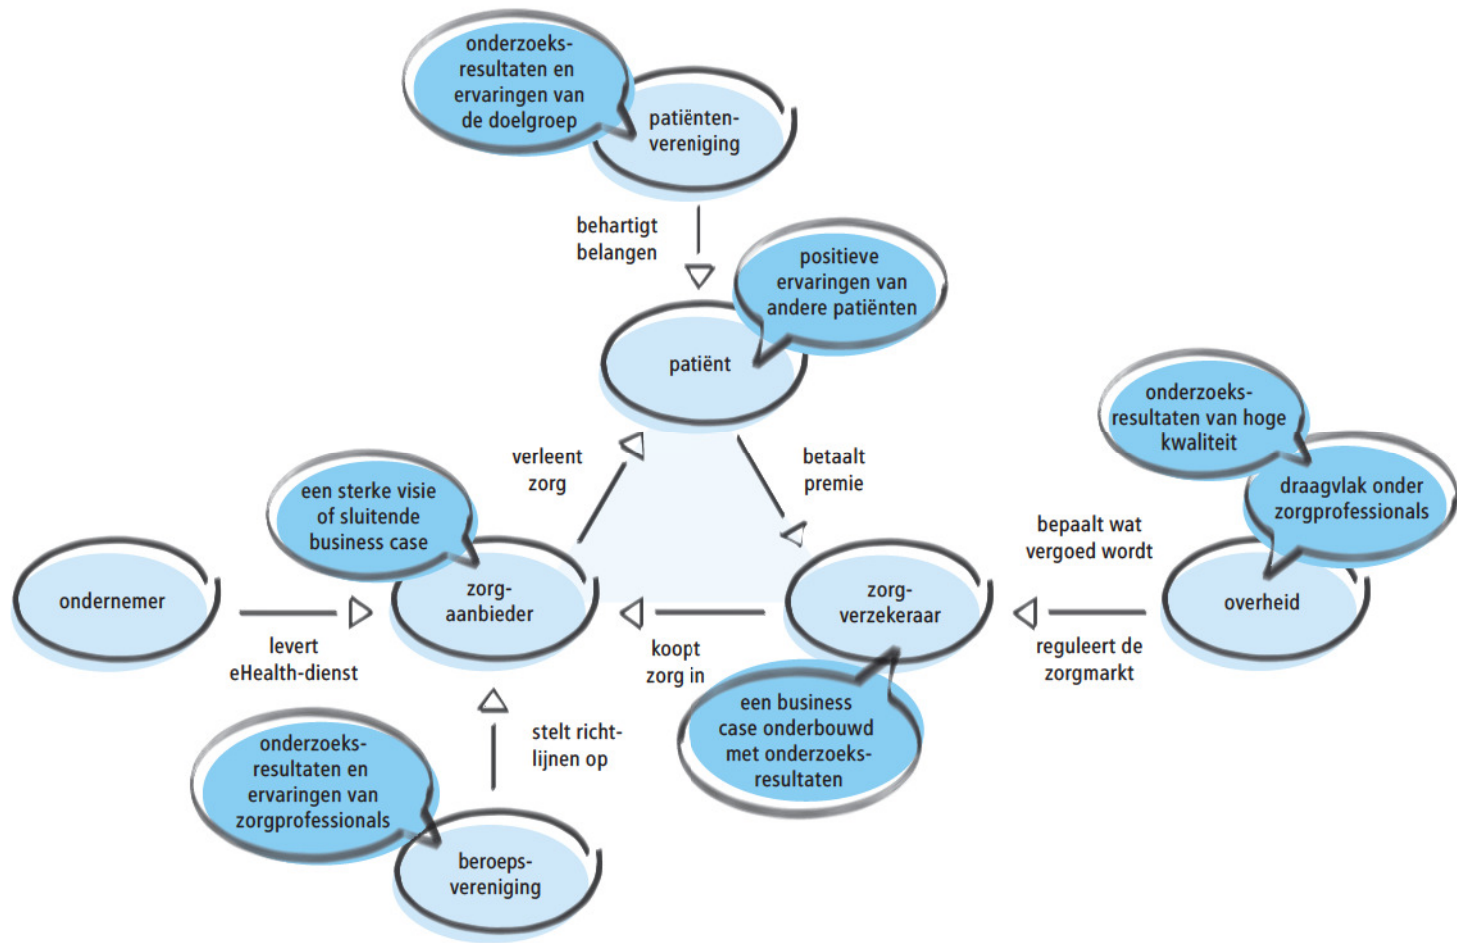 onderzoeks-
resultaten en
ervaringen van
de doelgroep
patiënten-
vereniging
behartigt
belangen
positieve
ervaringen van
andere patiënten
patiënt
onderzoeks-
resultaten van hoge
kwaliteit
draagvlak onder
zorgprofessionals
verleent
zorg
betaalt
premie
een sterke visie
of sluitende
business case
bepaalt wat
vergoed wordt
ondernemer
zorg-
aanbieder
zorg-
verzekeraar
overheid
levert
eHealth-dienst
koopt
zorg in
reguleert de
zorgmarkt
een business
case onderbouwd
met onderzoeks-
resultaten
stelt richt-
lijnen op
onderzoeks-
resultaten en
ervaringen van
zorgprofessionals
beroeps-
vereniging